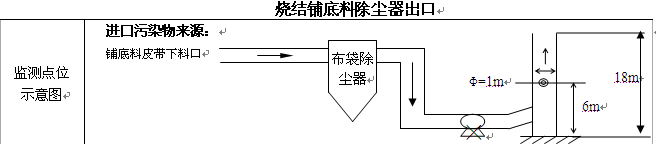 烧结铺底料除尘器出口
进口污染物来源：
铺底料皮带下料口
监测点位
示意图
布袋除
尘器
Φ=1m
18m
6m